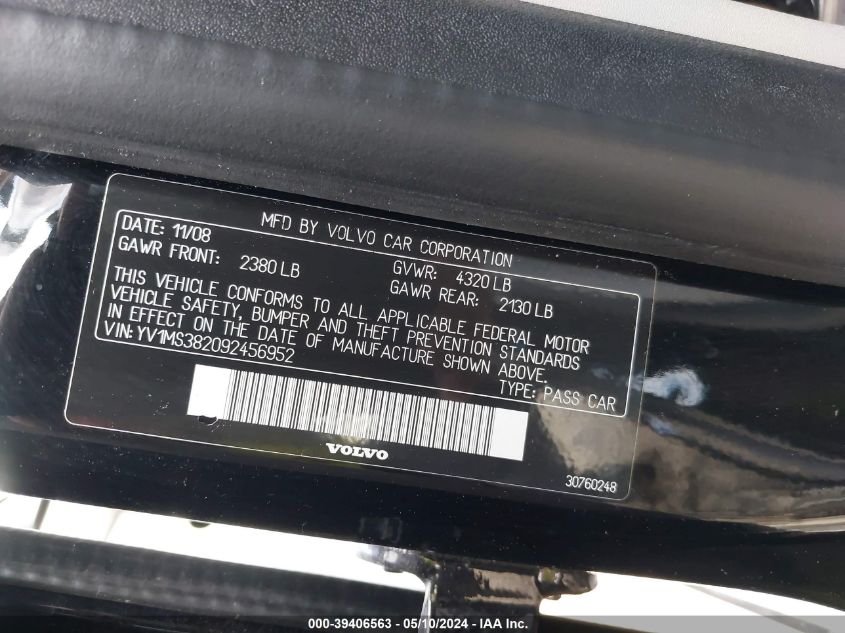 MFD BY VOLVO CAR CORPORATION
DATE: 11/08
GVWR: 4320 LB
GAWR FRONT: 2380 LB
GAWR REAR: 2130 LB
THIS VEHICLE CONFORMS TO ALL APPLICABLE FEDERAL MOTOR
VEHICLE SAFETY, BUMPER AND THEFT PREVENTION STANDARDS
IN EFFECT ON THE DATE OF MANUFACTURE SHOWN ABOVE.
VIN:YV1MS382092456952
TYPE: PASS CAR
VOLVO
30760248
000-39406563 - 05/10/2024 - IAA Inc.